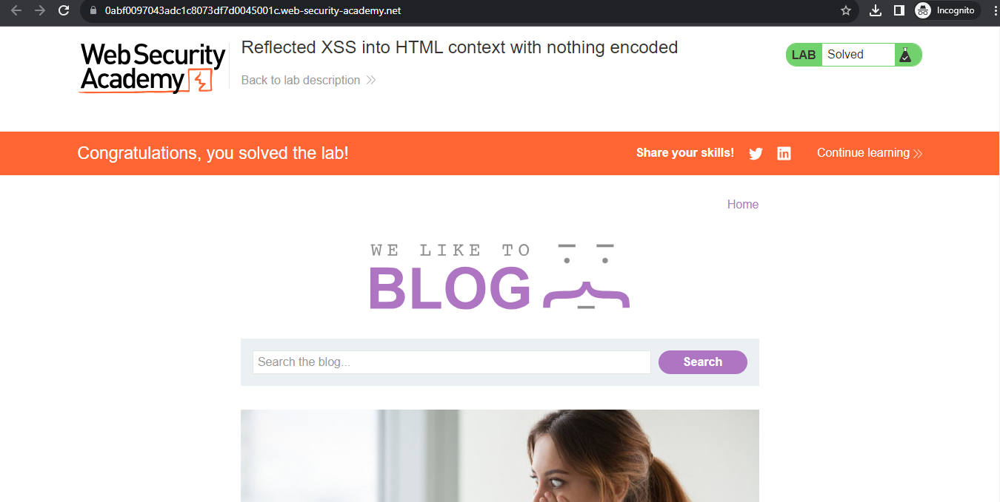 0abf0097043adc1c8073df7d0045001c.web-security-academy.net
Incognito
Web Security
Academy
Reflected XSS into HTML context with nothing encoded
Back to lab description
LAB
Solved
Congratulations, you solved the lab!
Share your skills!
Continue learning
Home
WE LIKE TO
BLOG
Search the blog...
Search